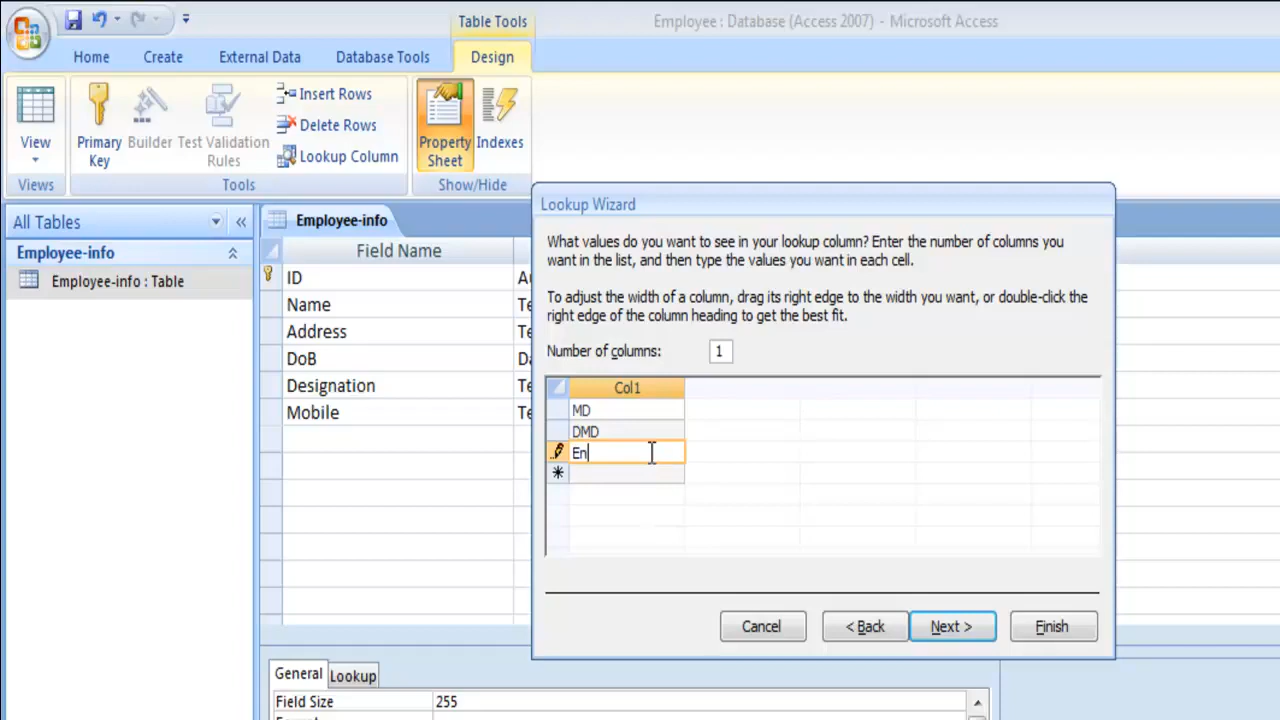 Table Tools
Employee : Database (Access 2007) - Microsoft Access
Home
Create
External Data
Database Tools
Design
View
Primary
Key
Builder
Test Validation
Rules
Insert Rows
Delete Rows
Lookup Column
Property
Sheet
Indexes
Views
Tools
Show/Hide
All Tables
Employee-info
Employee-info : Table
Employee-info
Field Name
ID
Name
Address
DoB
Designation
Mobile
Lookup Wizard
What values do you want to see in your lookup column? Enter the number of columns you
want in the list, and then type the values you want in each cell.
To adjust the width of a column, drag its right edge to the width you want, or double-click the
right edge of the column heading to get the best fit.
Number of columns: 1
Col1
MD
DMD
En
Cancel
< Back
Next >
Finish
General
Lookup
Field Size
255